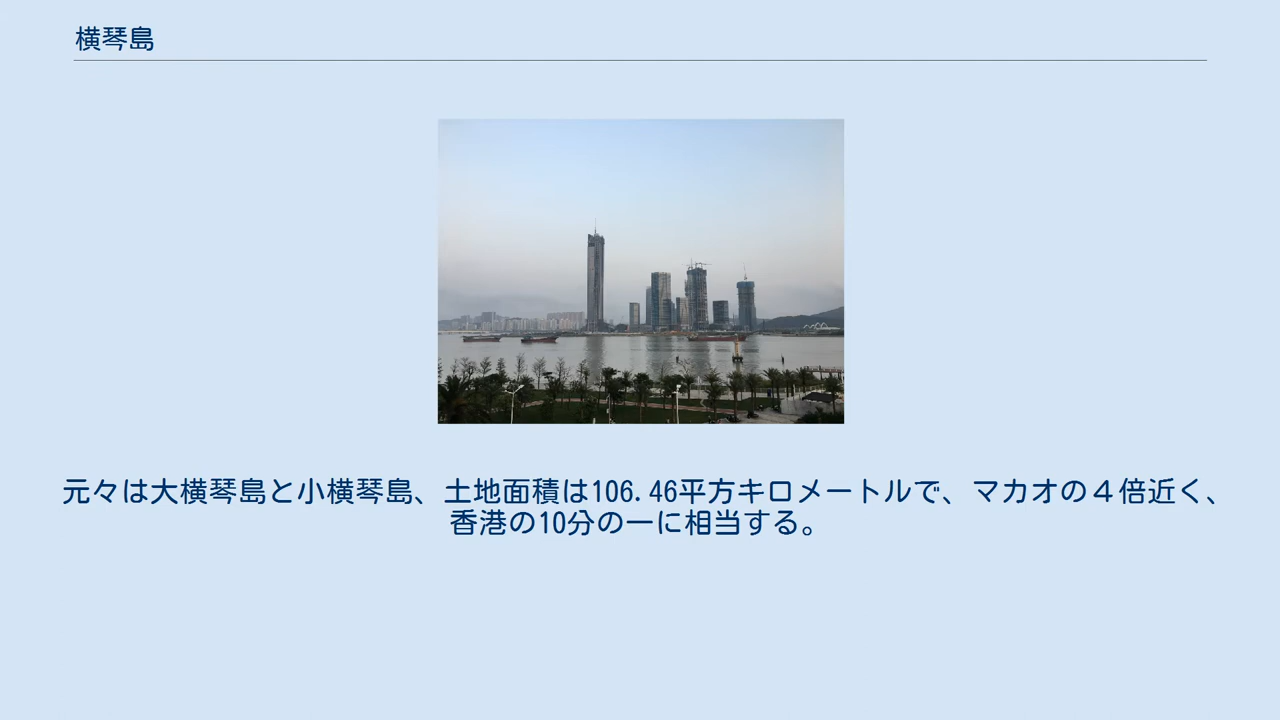 横琴島
元々は大横琴島と小横琴島、土地面積は106.46平方キロメートルで、マカオの４倍近く、
香港の10分の一に相当する。